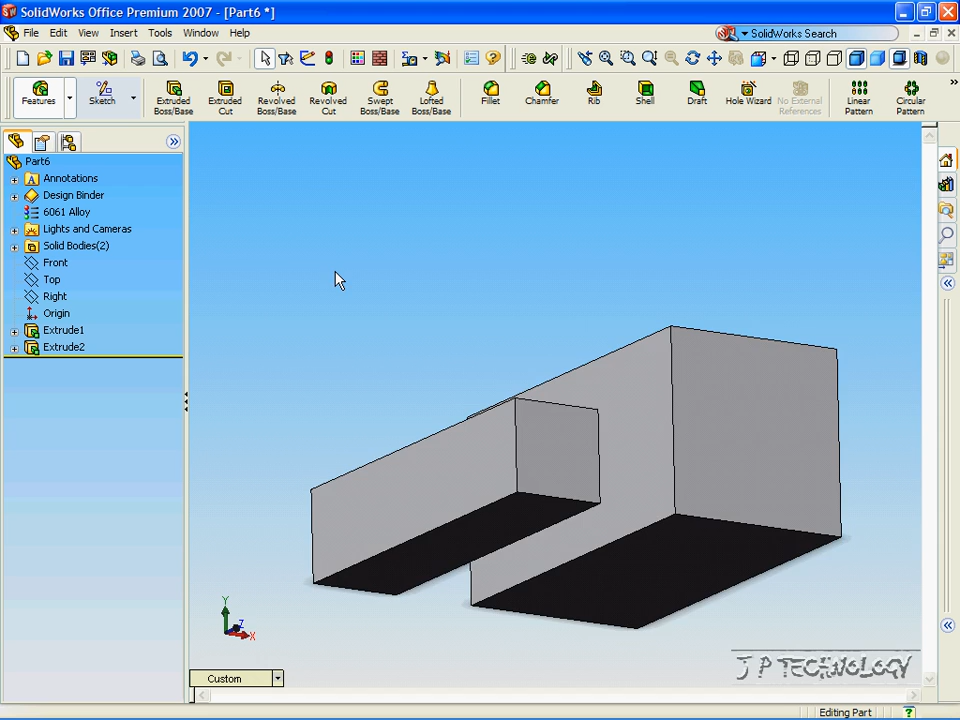 SolidWorks Office Premium 2007 - [Part6 *]
File Edit View Insert Tools Window Help
SolidWorks Search
Features
Sketch
Extruded Boss/Base
Extruded Cut
Revolved Boss/Base
Revolved Cut
Swept Boss/Base
Lofted Boss/Base
Fillet
Chamfer
Rib
Shell
Draft
Hole Wizard
No External References
Linear Pattern
Circular Pattern
Part6
A Annotations
Design Binder
6061 Alloy
Lights and Cameras
Solid Bodies(2)
Front
Top
Right
Origin
Extrude1
Extrude2
Y
Z
X
J P TECHNOLOGY
Custom
Editing Part